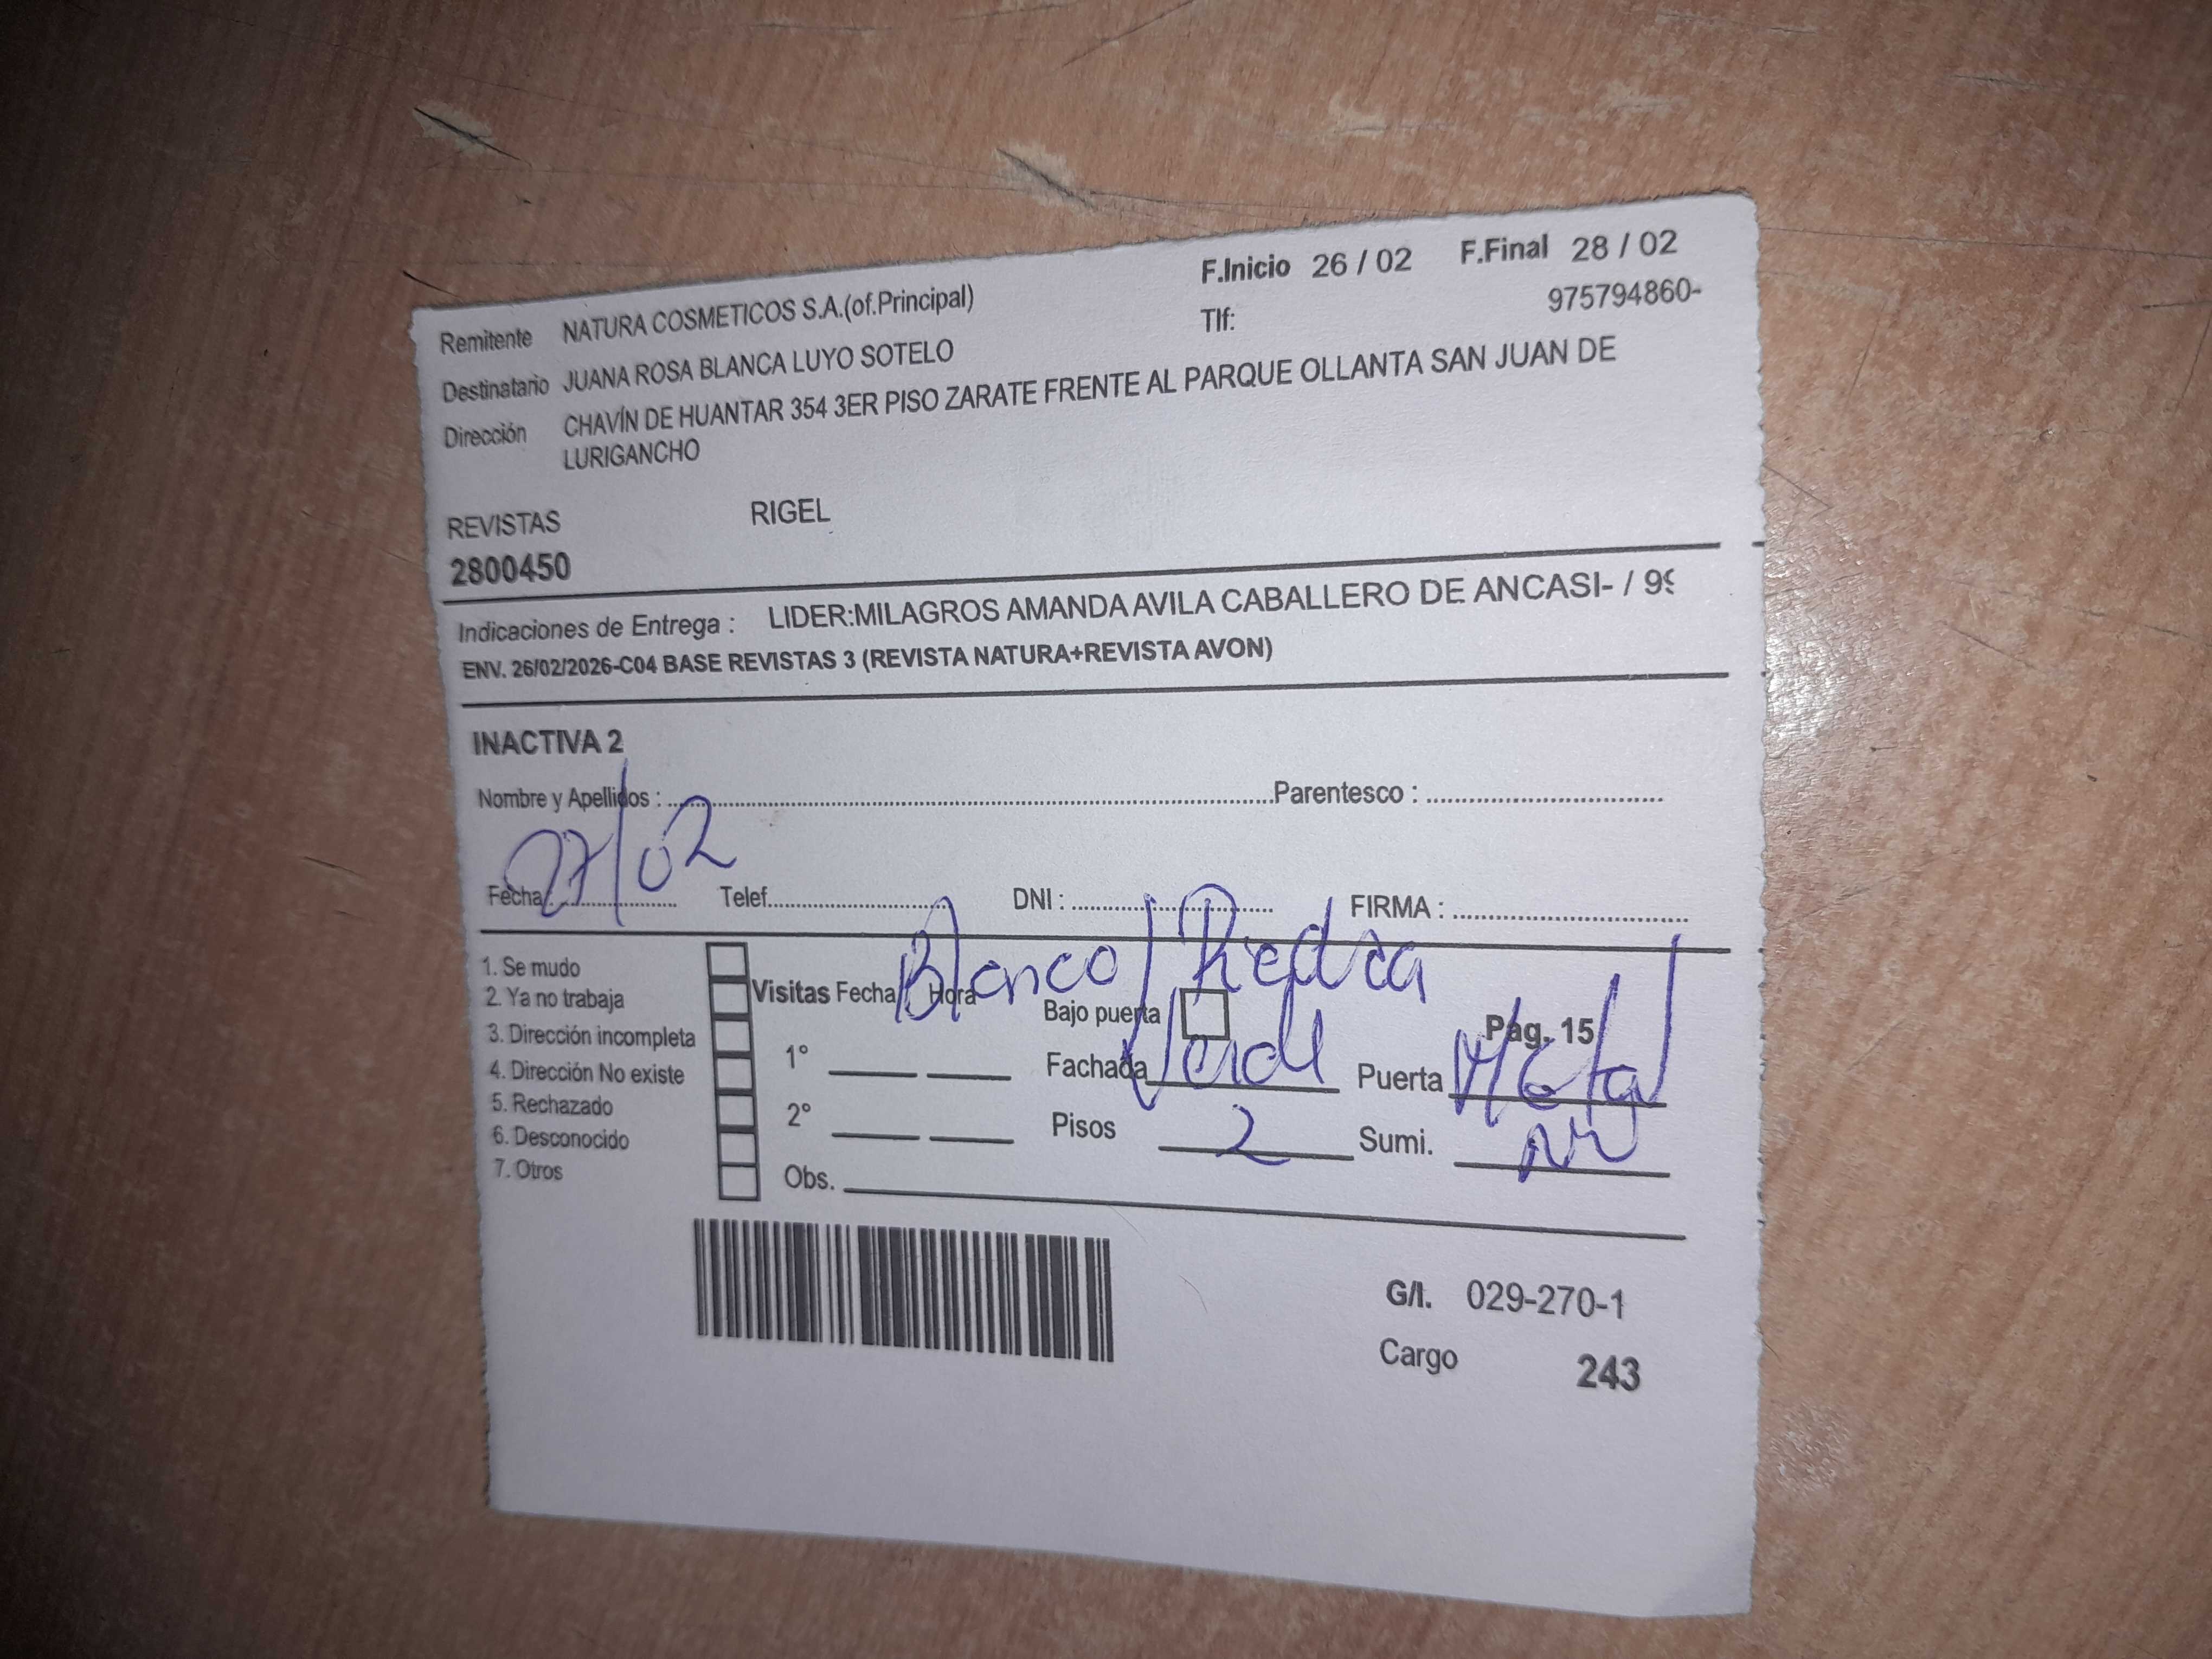 F.Inicio 26 / 02 F.Final 28 / 02
Remitente NATURA COSMETICOS S.A.(of.Principal) Tlf: 975794860-
Destinatario JUANA ROSA BLANCA LUYO SOTELO
Dirección CHAVÍN DE HUANTAR 354 3ER PISO ZARATE FRENTE AL PARQUE OLLANTA SAN JUAN DE
LURIGANCHO
REVISTAS RIGEL
2800450
Indicaciones de Entrega : LIDER:MILAGROS AMANDA AVILA CABALLERO DE ANCASI- / 99
ENV. 26/02/2026-C04 BASE REVISTAS 3 (REVISTA NATURA+REVISTA AVON)
INACTIVA 2
Nombre y Apellidos : Parentesco :
Fecha: 27/02 Telef. DNI : FIRMA :
Blanco/Piedra
1. Se mudo
2. Ya no trabaja Visitas Fecha Hora Bajo puerta Pag. 15
3. Dirección incompleta
4. Dirección No existe 1° Fachada Verde Puerta Metal
5. Rechazado
6. Desconocido 2° Pisos 2 Sumi.
7. Otros Obs.
G/I. 029-270-1
Cargo 243